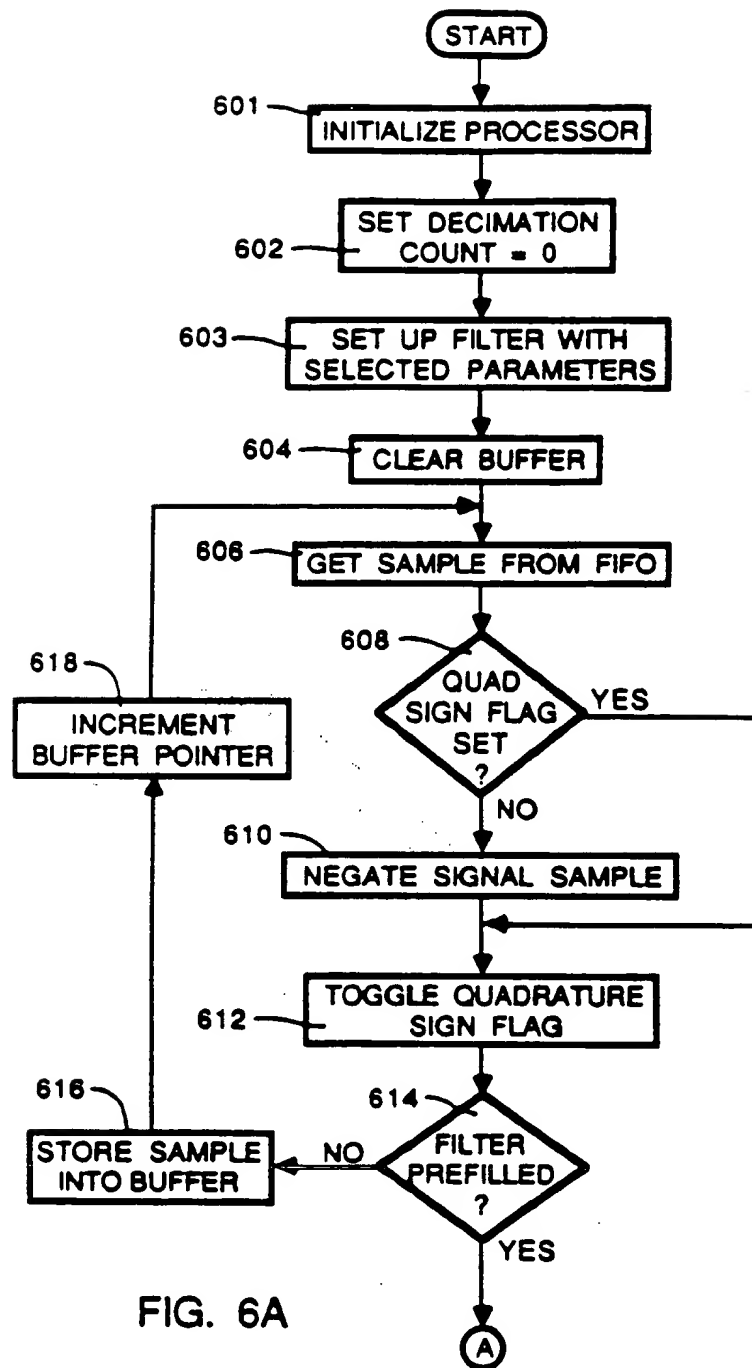 START
601
INITIALIZE PROCESSOR
SET DECIMATION
COUNT = 0
602
603
SET UP FILTER WITH
SELECTED PARAMETERS
604
CLEAR BUFFER
606
GET SAMPLE FROM FIFO
608
QUAD
SIGN FLAG
SET
?
YES
NO
618
INCREMENT
BUFFER POINTER
610
NEGATE SIGNAL SAMPLE
TOGGLE QUADRATURE
SIGN FLAG
612
614
FILTER
PREFILLED
?
NO
YES
616
STORE SAMPLE
INTO BUFFER
FIG. 6A
A